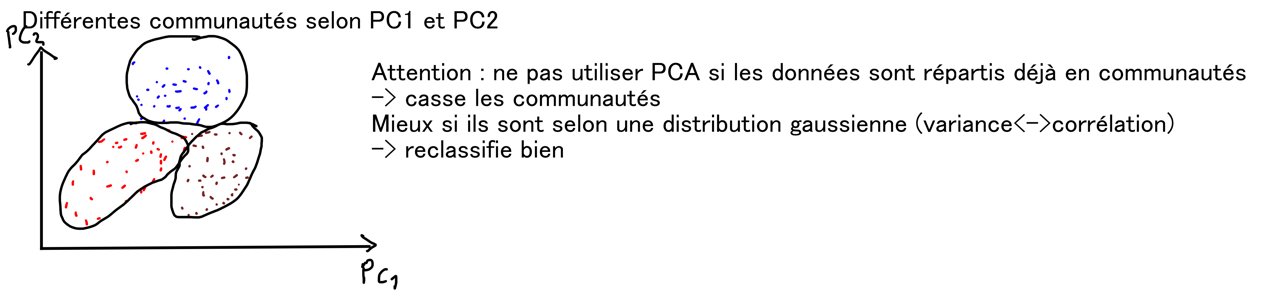 Différentes communautés selon PC1 et PC2
PC2
Attention : ne pas utiliser PCA si les données sont répartis déjà en communautés
-> casse les communautés
Mieux si ils sont selon une distribution gaussienne (variance<->corrélation)
-> reclassifie bien
PC1